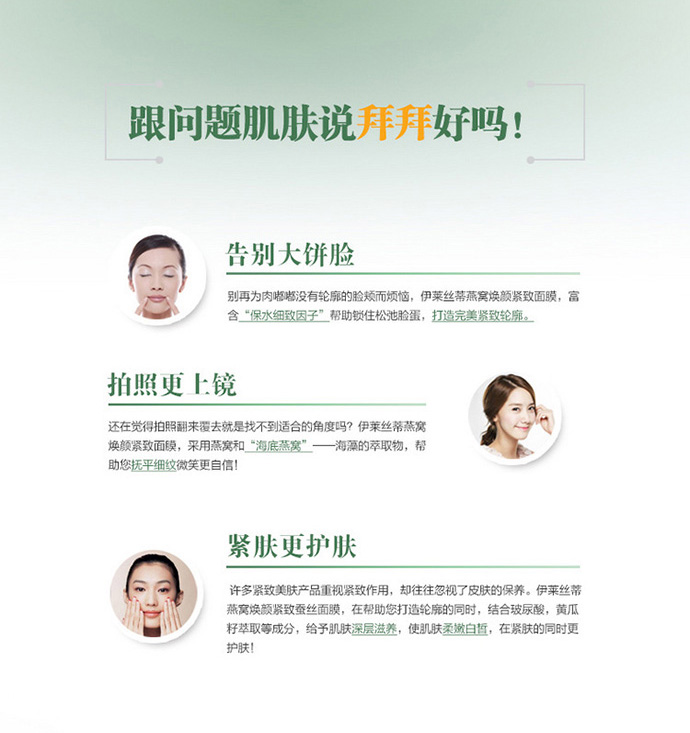 跟问题肌肤说拜拜好吗!
告别大饼脸
别再为肉嘟嘟没有轮廓的脸颊而烦恼，伊莱丝蒂燕窝焕颜紧致面膜，富
含“保水细致因子”帮助锁住松弛脸蛋，打造完美紧致轮廓。
拍照更上镜
还在觉得拍照翻来覆去就是找不到适合的角度吗？伊莱丝蒂燕窝
焕颜紧致面膜，采用燕窝和“海底燕窝”——海藻的萃取物，帮
助您抚平细纹微笑更自信！
紧肤更护肤
许多紧致美肤产品重视紧致作用，却往往忽视了皮肤的保养。伊莱丝蒂
燕窝焕颜紧致蚕丝面膜，在帮助您打造轮廓的同时，结合玻尿酸，黄瓜
籽萃取等成分，给予肌肤深层滋养，使肌肤柔嫩白皙，在紧肤的同时更
护肤！